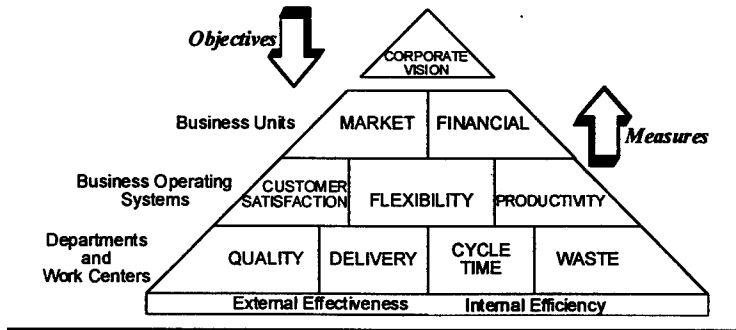 Objectives
CORPORATE
VISION
Business Units
MARKET
FINANCIAL
Measures
Business Operating
Systems
CUSTOMER
SATISFACTION
FLEXIBILITY
PRODUCTIVITY
Departments
and
Work Centers
QUALITY
DELIVERY
CYCLE
TIME
WASTE
External Effectiveness
Internal Efficiency